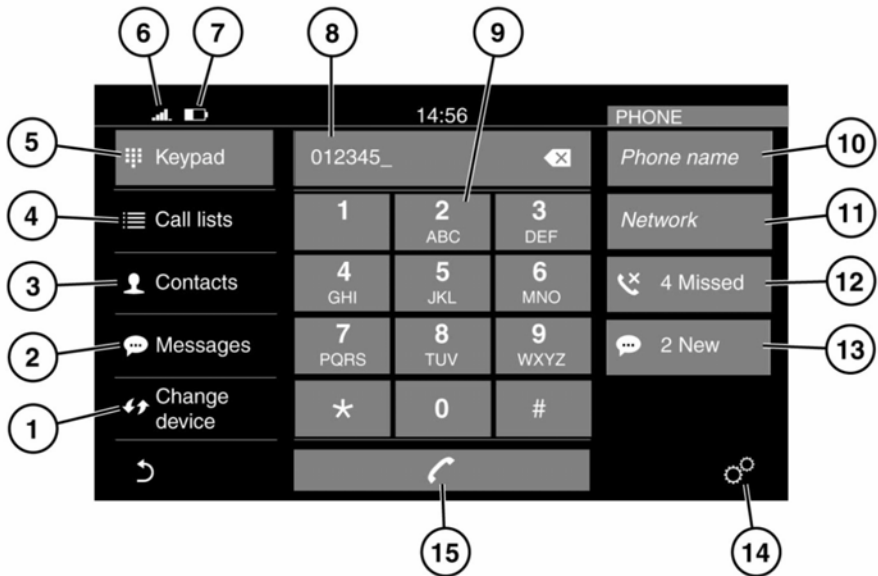 6
7
8
9
14:56
PHONE
5
Keypad
012345_
Phone name
10
4
Call lists
1
2
ABC
3
DEF
Network
11
3
Contacts
4
GHI
5
JKL
6
MNO
4 Missed
12
2
Messages
7
PQRS
8
TUV
9
WXYZ
2 New
13
1
Change
device
*
0
#
15
14